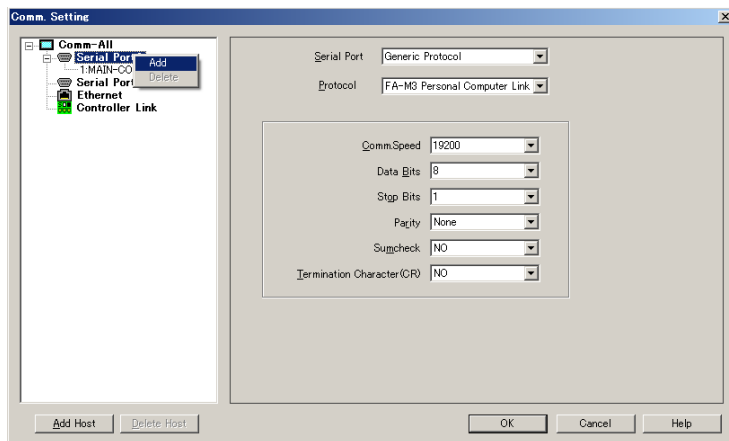 Comm. Setting
Comm-All
Serial Por
Add
1:MAIN-CO
Delete
Serial Por
Ethernet
Controller Link
Serial Port Generic Protocol
Protocol FA-M3 Personal Computer Link
Comm.Speed 19200
Data Bits 8
Stop Bits 1
Parity None
Sumcheck NO
Termination Character(CR) NO
Add Host Delete Host OK Cancel Help